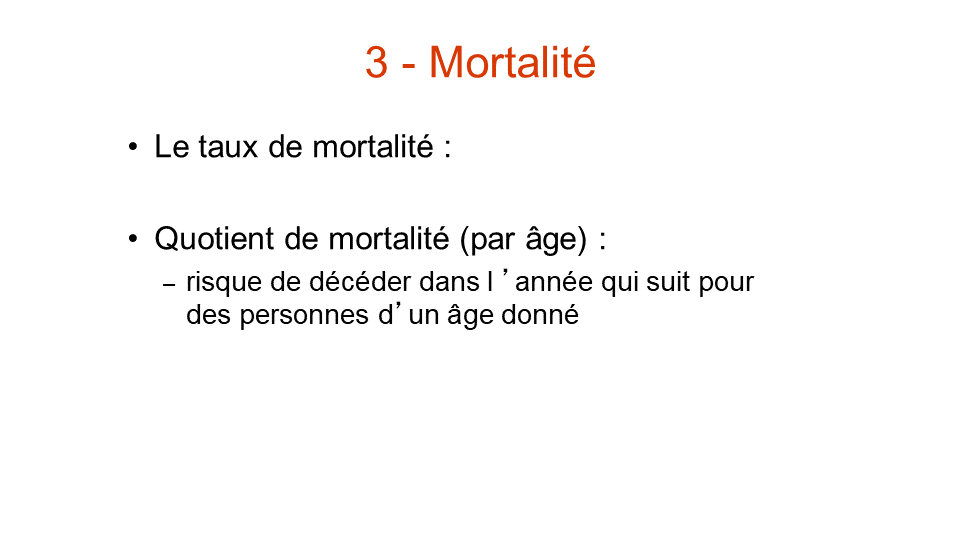 3 - Mortalité
• Le taux de mortalité :
• Quotient de mortalité (par âge) :
– risque de décéder dans l ’ année qui suit pour
des personnes d’ un âge donné